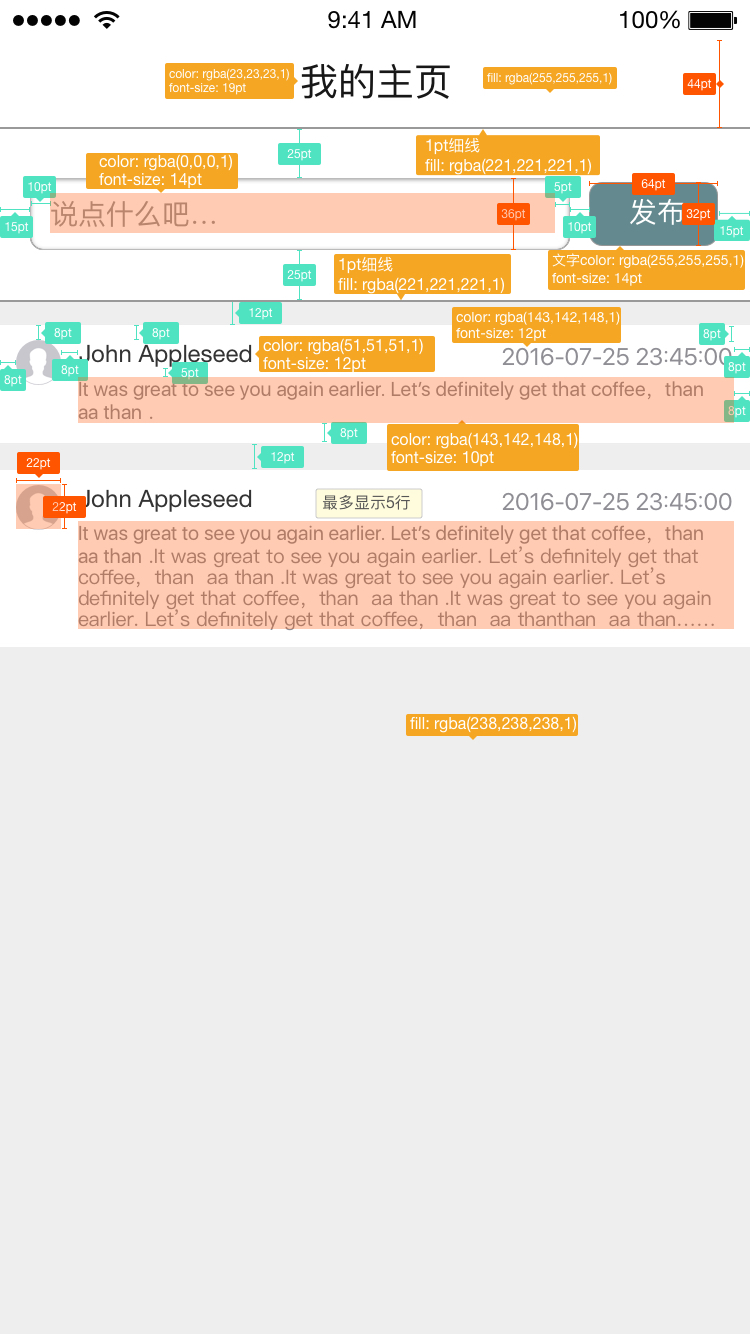 9:41 AM 100%
color: rgba(23,23,23,1)
font-size: 19pt
我的主页
fill: rgba(255,255,255,1)
44pt
25pt
color: rgba(0,0,0,1)
font-size: 14pt
1pt细线
fill: rgba(221,221,221,1)
10pt
5pt
64pt
说点什么吧...
36pt
发布
32pt
15pt
10pt
15pt
25pt
1pt细线
fill: rgba(221,221,221,1)
文字color: rgba(255,255,255,1)
font-size: 14pt
12pt
color: rgba(143,142,148,1)
font-size: 12pt
8pt
8pt
8pt
John Appleseed
color: rgba(51,51,51,1)
font-size: 12pt
2016-07-25 23:45:00
8pt
8pt
5pt
8pt
It was great to see you again earlier. Let's definitely get that coffee，than
aa than .
8pt
8pt
color: rgba(143,142,148,1)
font-size: 10pt
12pt
22pt
22pt
John Appleseed
最多显示5行
2016-07-25 23:45:00
It was great to see you again earlier. Let's definitely get that coffee，than
aa than .It was great to see you again earlier. Let's definitely get that
coffee，than aa than .It was great to see you again earlier. Let's
definitely get that coffee，than aa than .It was great to see you again
earlier. Let's definitely get that coffee，than aa thanthan aa than……
fill: rgba(238,238,238,1)